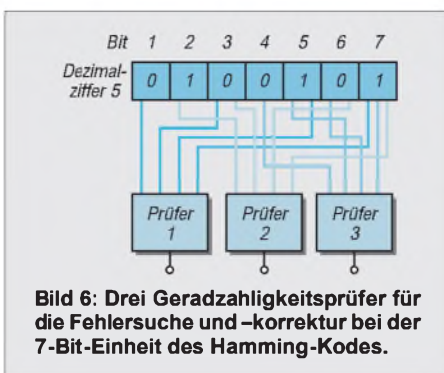 Bit 1 2 3 4 5 6 7
Dezimal-
ziffer 5 0 1 0 0 1 0 1
Prüfer 1
Prüfer 2
Prüfer 3
Bild 6: Drei Geradzahligkeitsprüfer für
die Fehlersuche und –korrektur bei der
7-Bit-Einheit des Hamming-Kodes.